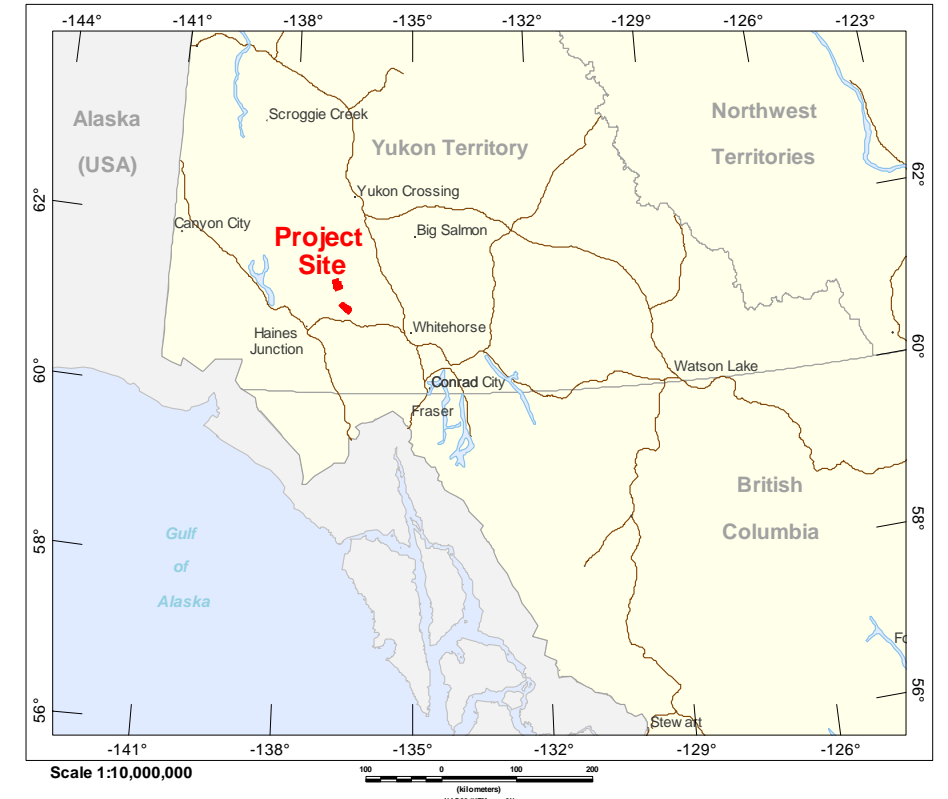 -144° -141° -138° -135° -132° -129° -126° -123°
Alaska
(USA)
Scroggie Creek
Northwest
Territories
Yukon Territory
62°
62°
Yukon Crossing
Canyon City
Big Salmon
Project
Site
Haines
Junction
Whitehorse
60°
60°
Watson Lake
Conrad City
Fraser
British
Columbia
Gulf
of
Alaska
58°
58°
56°
56°
Fo
Stewart
-141° -138° -135° -132° -129° -126°
Scale 1:10,000,000
100 0 100 200
(kilometers)